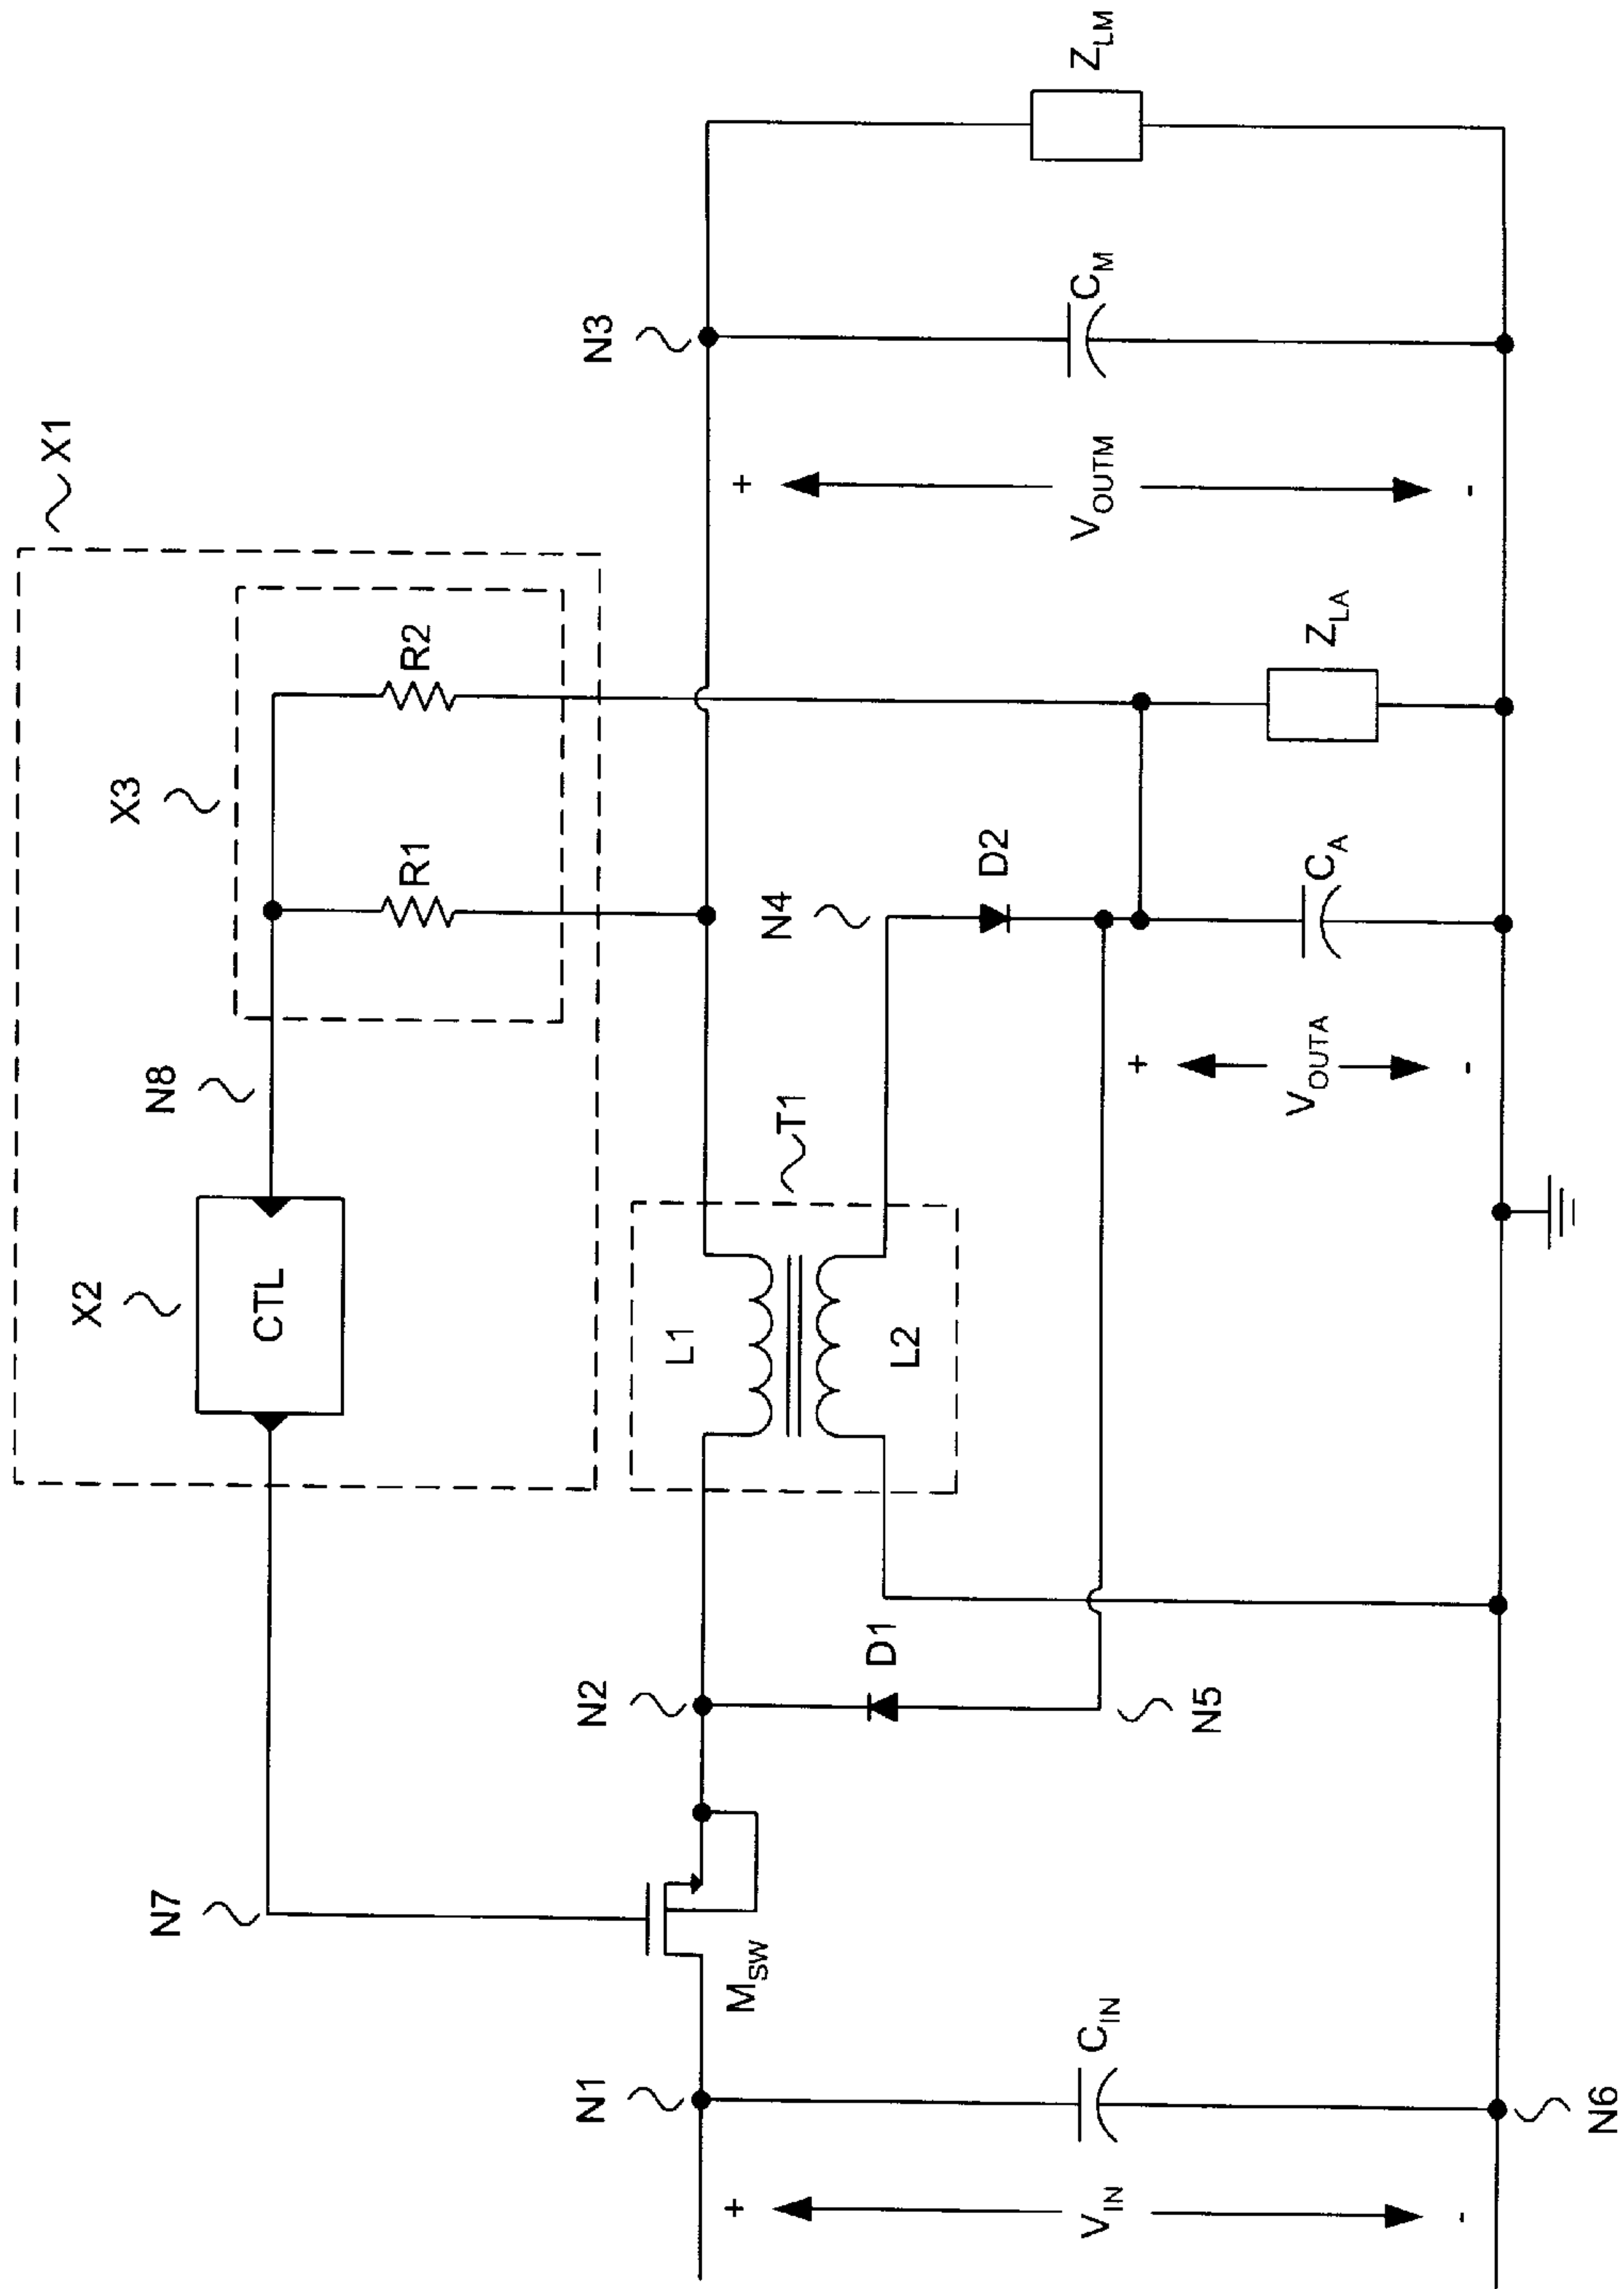 X1
X2
CTL
N8
X3
R1
R2
N7
N1
M_SW
N2
D1
L1
L2
T1
N4
D2
N3
N5
+
V_IN
-
C_IN
N6
+
V_OUTA
-
C_A
Z_LA
+
V_OUTM
-
C_M
Z_LM